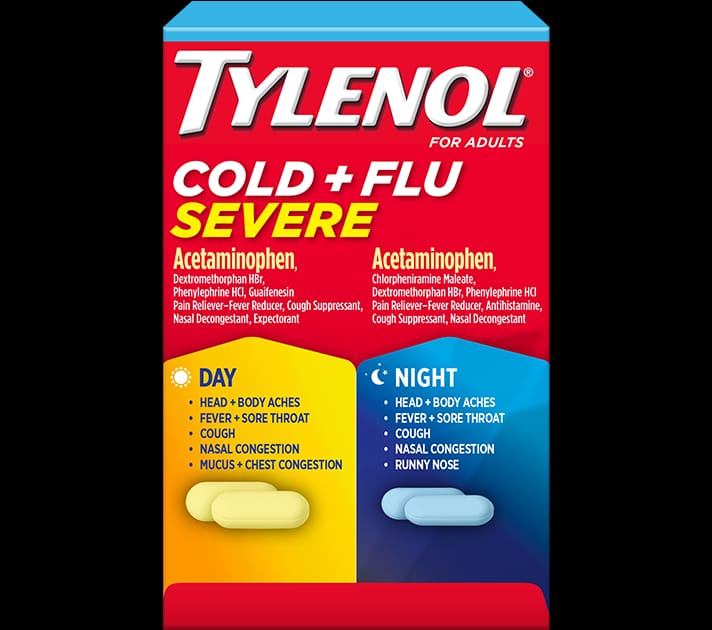 TYLENOL®
FOR ADULTS
COLD + FLU
SEVERE
Acetaminophen,
Dextromethorphan HBr,
Phenylephrine HCl, Guaifenesin
Pain Reliever–Fever Reducer, Cough Suppressant,
Nasal Decongestant, Expectorant
Acetaminophen,
Chlorpheniramine Maleate,
Dextromethorphan HBr, Phenylephrine HCl
Pain Reliever–Fever Reducer, Antihistamine,
Cough Suppressant, Nasal Decongestant
DAY
• HEAD + BODY ACHES
• FEVER + SORE THROAT
• COUGH
• NASAL CONGESTION
• MUCUS + CHEST CONGESTION
NIGHT
• HEAD + BODY ACHES
• FEVER + SORE THROAT
• COUGH
• NASAL CONGESTION
• RUNNY NOSE